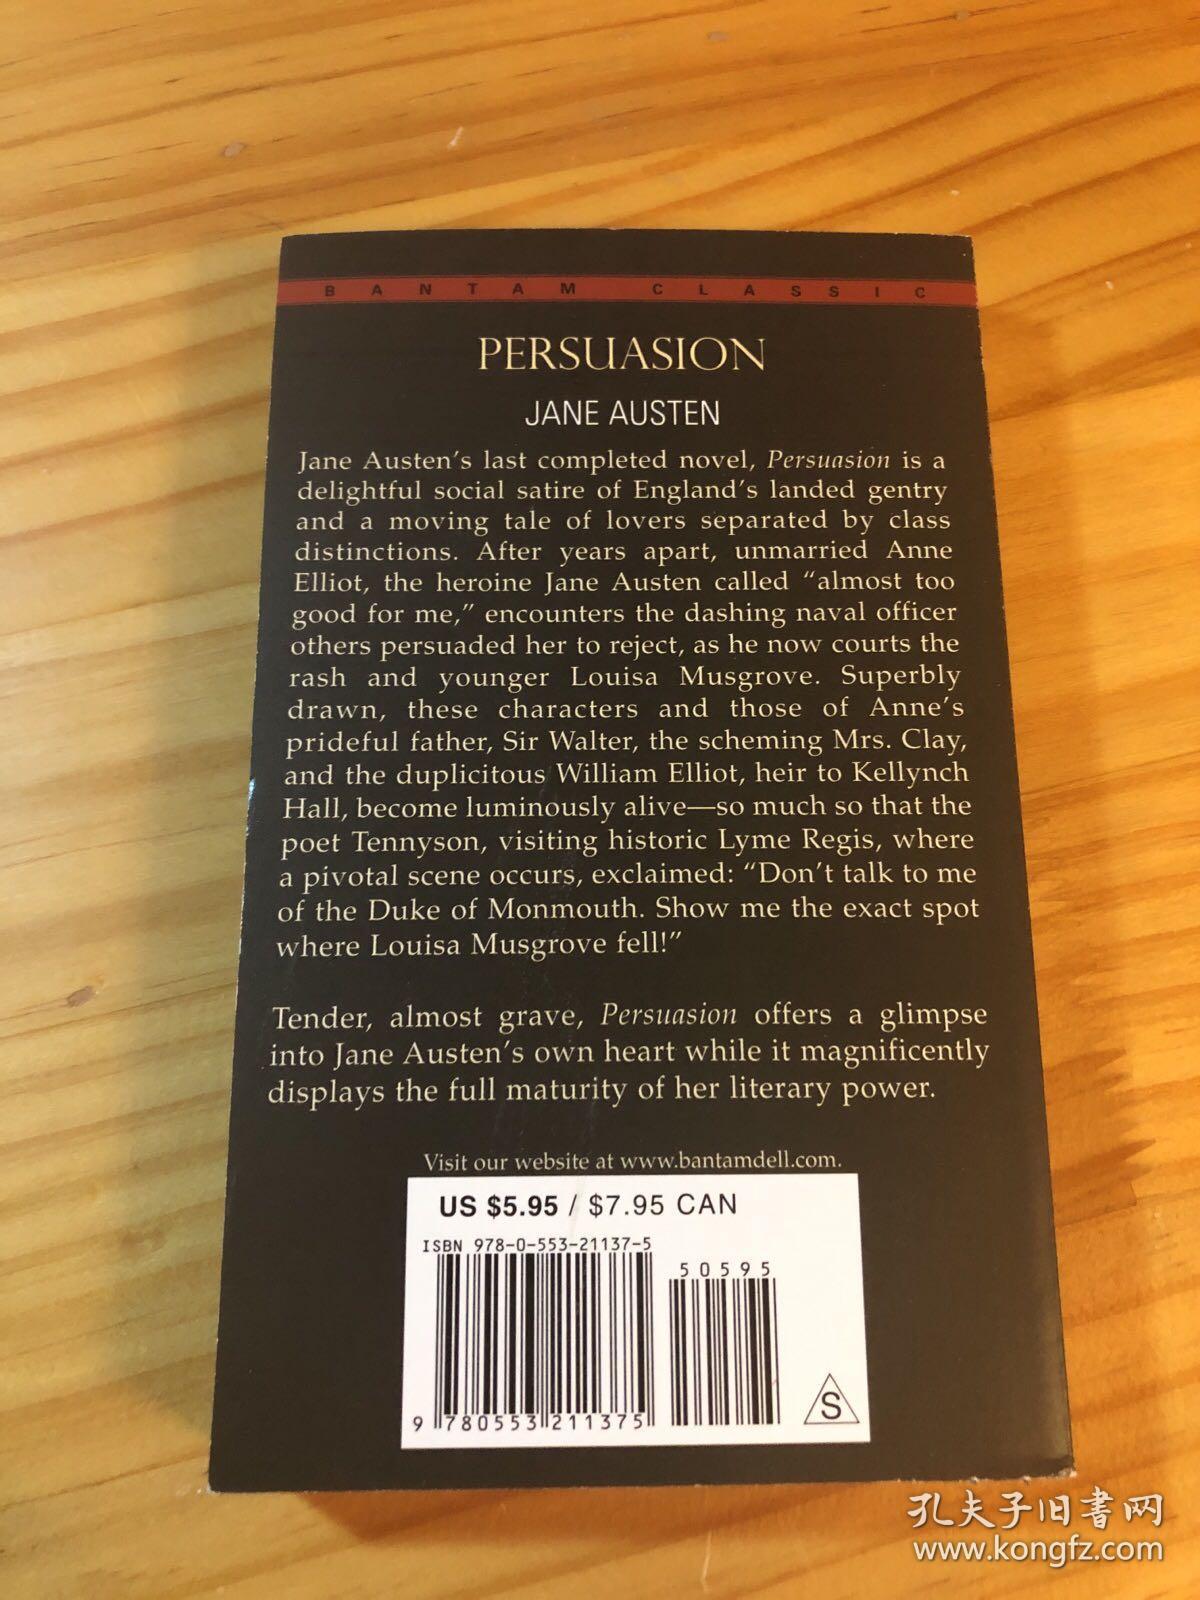 BANTAM CLASSIC
PERSUASION
JANE AUSTEN
Jane Austen's last completed novel, Persuasion is a
delightful social satire of England's landed gentry
and a moving tale of lovers separated by class
distinctions. After years apart, unmarried Anne
Elliot, the heroine Jane Austen called “almost too
good for me,” encounters the dashing naval officer
others persuaded her to reject, as he now courts the
rash and younger Louisa Musgrove. Superbly
drawn, these characters and those of Anne's
prideful father, Sir Walter, the scheming Mrs. Clay,
and the duplicitous William Elliot, heir to Kellynch
Hall, become luminously alive—so much so that the
poet Tennyson, visiting historic Lyme Regis, where
a pivotal scene occurs, exclaimed: “Don't talk to me
of the Duke of Monmouth. Show me the exact spot
where Louisa Musgrove fell!”
Tender, almost grave, Persuasion offers a glimpse
into Jane Austen's own heart while it magnificently
displays the full maturity of her literary power.
Visit our website at www.bantamdell.com.
US $5.95 / $7.95 CAN
ISBN 978-0-553-21137-5
50595
9 780553 211375
S
孔夫子旧书网
www.kongfz.com